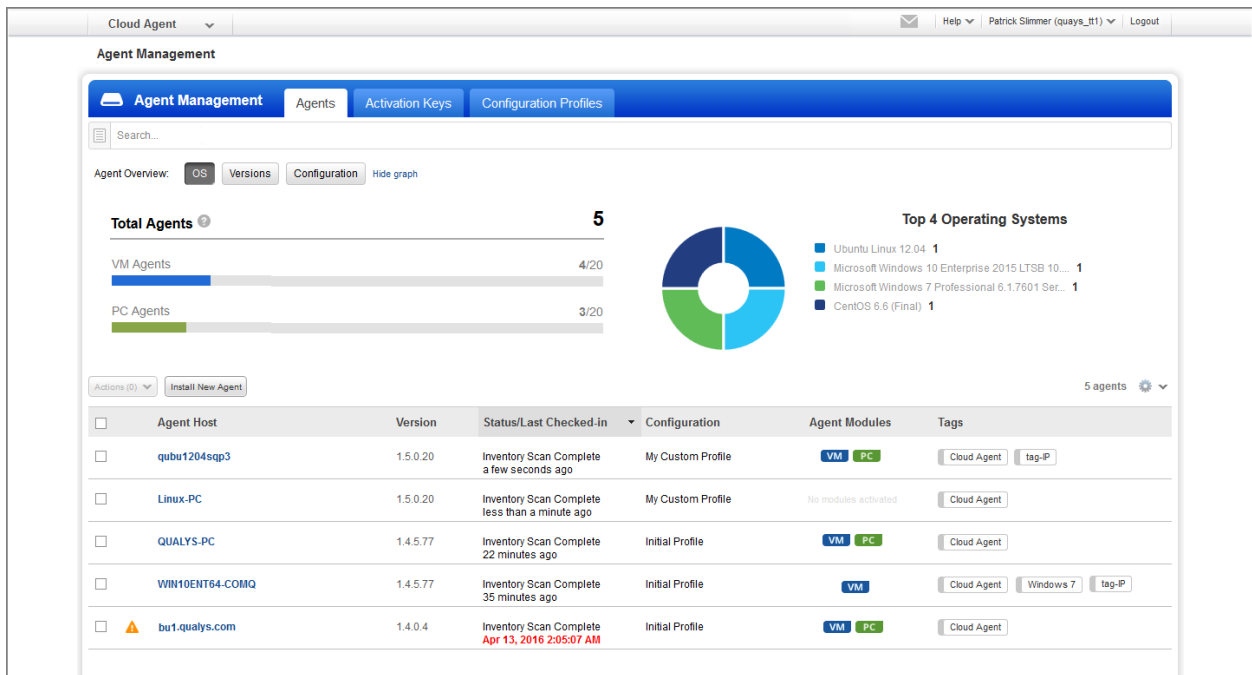 Cloud Agent
Help
Patrick Slimmer (quays_tt1)
Logout
Agent Management
Agent Management
Agents
Activation Keys
Configuration Profiles
Search...
Agent Overview:
OS
Versions
Configuration
Hide graph
Total Agents ?
5
VM Agents
4/20
PC Agents
3/20
Top 4 Operating Systems
Ubuntu Linux 12.04 1
Microsoft Windows 10 Enterprise 2015 LTSB 10.... 1
Microsoft Windows 7 Professional 6.1.7601 Ser... 1
CentOS 6.6 (Final) 1
Actions (0)
Install New Agent
5 agents
Agent Host Version Status/Last Checked-in Configuration Agent Modules Tags
qubu1204sqp3 1.5.0.20 Inventory Scan Complete My Custom Profile VM PC Cloud Agent tag-IP
a few seconds ago
Linux-PC 1.5.0.20 Inventory Scan Complete My Custom Profile No modules activated Cloud Agent
less than a minute ago
QUALYS-PC 1.4.5.77 Inventory Scan Complete Initial Profile VM PC Cloud Agent
22 minutes ago
WIN10ENT64-COMQ 1.4.5.77 Inventory Scan Complete Initial Profile VM Cloud Agent Windows 7 tag-IP
35 minutes ago
bu1.qualys.com 1.4.0.4 Inventory Scan Complete Initial Profile VM PC Cloud Agent
Apr 13, 2016 2:05:07 AM